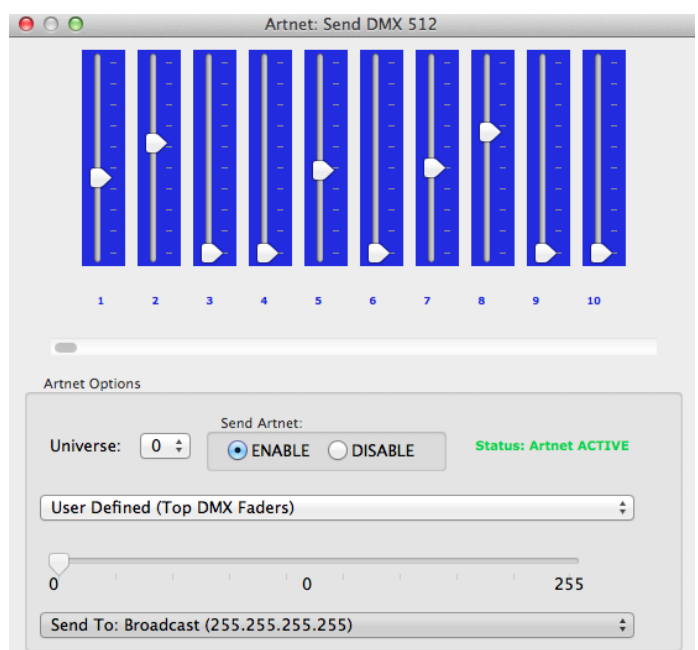 Artnet: Send DMX 512
1 2 3 4 5 6 7 8 9 10
Artnet Options
Send Artnet:
Universe: 0 ENABLE DISABLE Status: Artnet ACTIVE
User Defined (Top DMX Faders)
0 0 255
Send To: Broadcast (255.255.255.255)